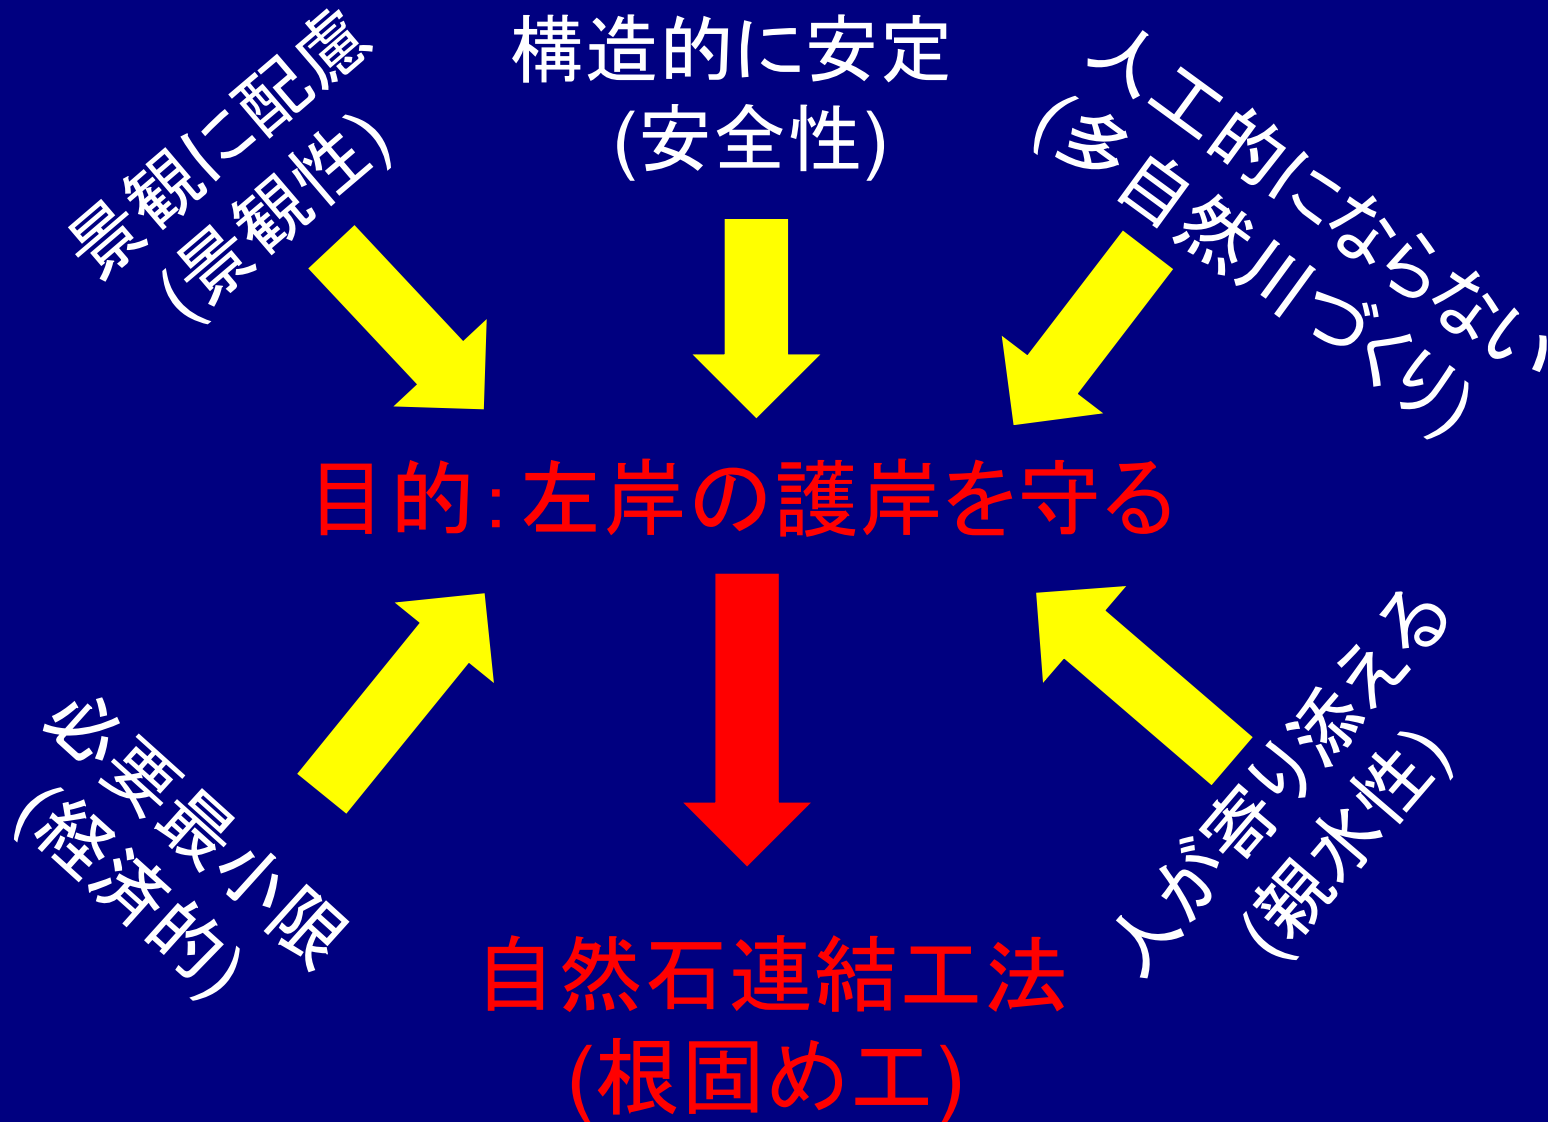 景観に配慮
(景観性)
構造的に安定
(安全性)
人工的にならない
(多自然川づくり)
目的：左岸の護岸を守る
必要最小限
(経済的)
人が寄り添える
(親水性)
自然石連結工法
(根固め工)